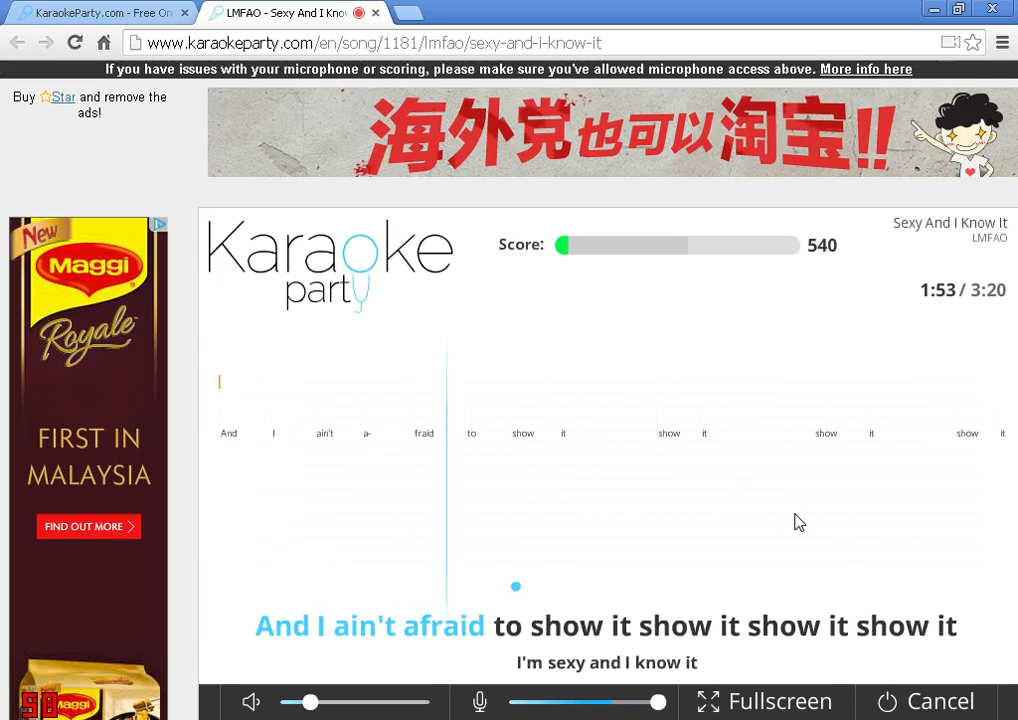 KaraokeParty.com - Free On
LMFAO - Sexy And I Kno
www.karaokeparty.com/en/song/1181/lmfao/sexy-and-i-know-it
If you have issues with your microphone or scoring, please make sure you've allowed microphone access above. More info here
Buy Star and remove the
ads!
海外党也可以淘宝!!
New
Maggi
Royale
FIRST IN
MALAYSIA
FIND OUT MORE
Maggi
58
Karaoke
party
Score:
540
Sexy And I Know It
LMFAO
1:53 / 3:20
And I ain't a- fraid to show it show it show it show it
And I ain't afraid to show it show it show it show it
I'm sexy and I know it
Fullscreen
Cancel